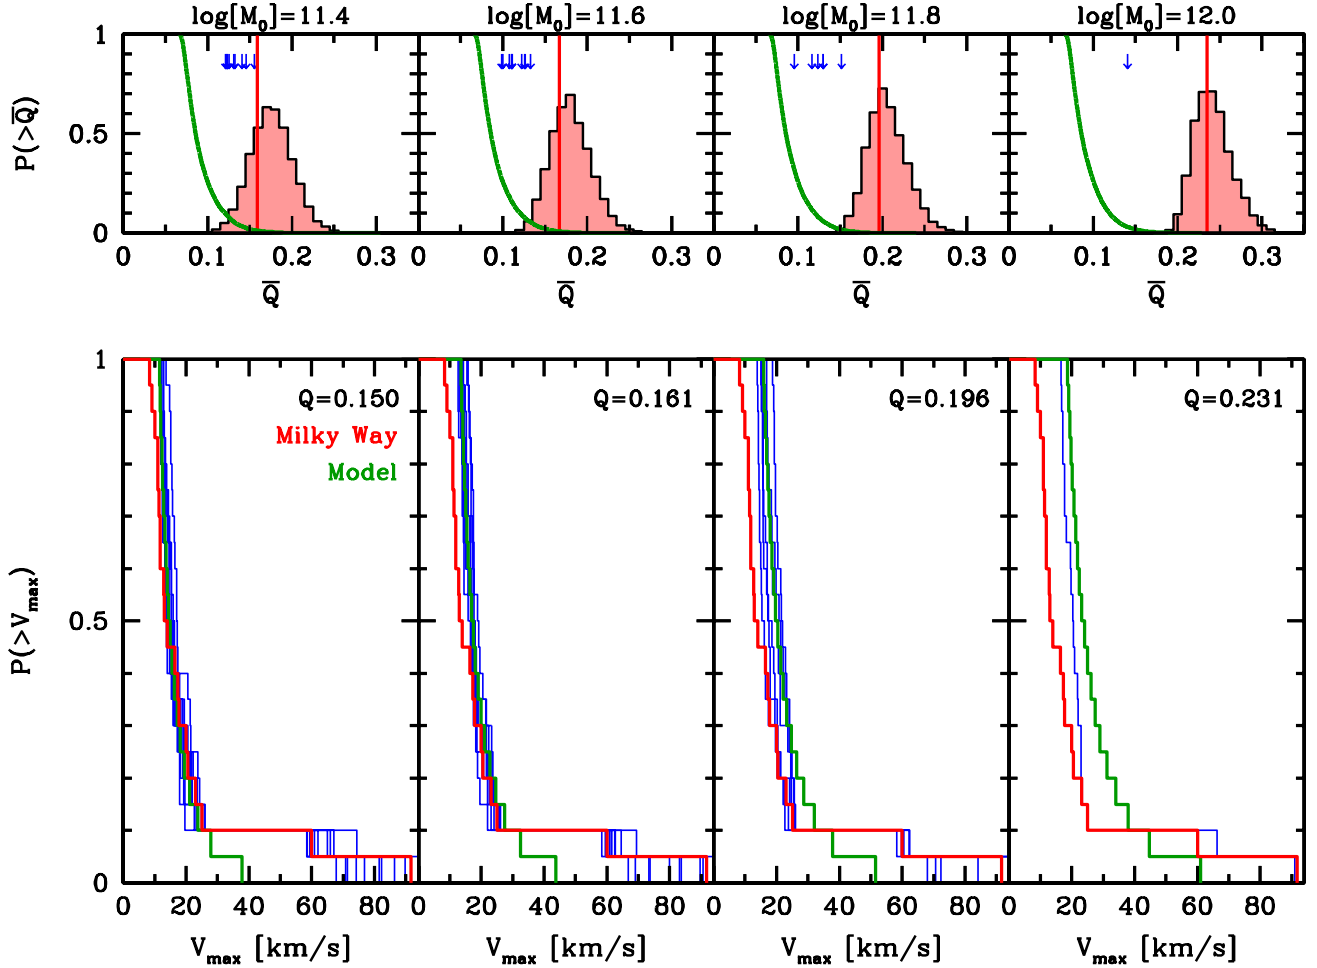 log[M₀]=11.4 log[M₀]=11.6 log[M₀]=11.8 log[M₀]=12.0
1
0.5
0
P(>Q̄)
0 0.1 0.2 0.3 0 0.1 0.2 0.3 0 0.1 0.2 0.3 0 0.1 0.2 0.3
Q̄ Q̄ Q̄ Q̄
1
Q=0.150 Q=0.161 Q=0.196 Q=0.231
Milky Way
Model
0.5
P(>Vmax)
0
0 20 40 60 80 0 20 40 60 80 0 20 40 60 80 0 20 40 60 80
Vmax [km/s] Vmax [km/s] Vmax [km/s] Vmax [km/s]